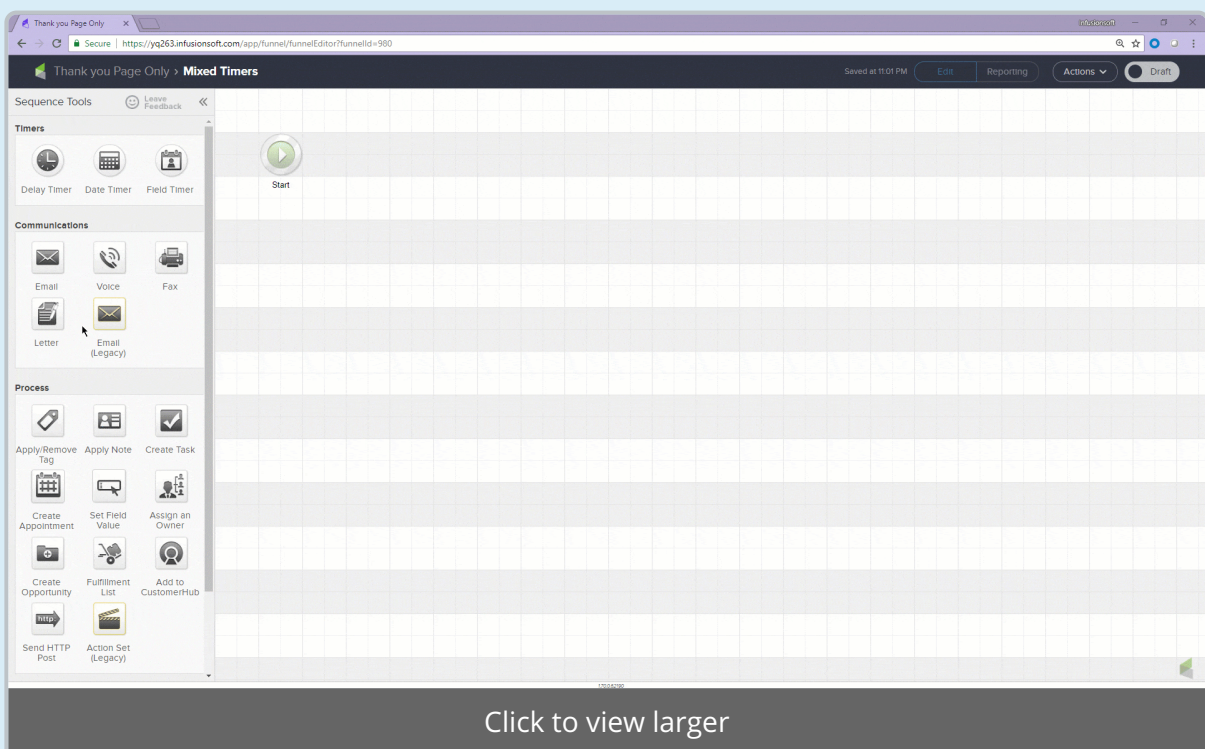 Thank you Page Only
infusionsoft
Secure | https://yq263.infusionsoft.com/app/funnel/funnelEditor?funnelId=980
Thank you Page Only › Mixed Timers
Saved at 11:01 PM
Edit
Reporting
Actions
Draft
Sequence Tools
Leave
Feedback
Timers
Delay Timer
Date Timer
Field Timer
Start
Communications
Email
Voice
Fax
Letter
Email
(Legacy)
Process
Apply/Remove
Tag
Apply Note
Create Task
Create
Appointment
Set Field
Value
Assign an
Owner
Create
Opportunity
Fulfillment
List
Add to
CustomerHub
http:
Send HTTP
Post
Action Set
(Legacy)
Click to view larger